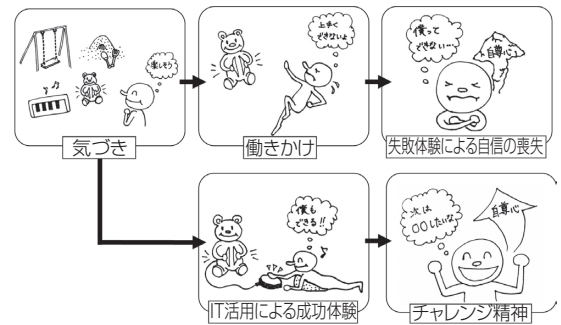 楽しそう
気づき
上手く
できないよ
働きかけ
僕って
できない〜
自尊心
失敗体験による自信の喪失
僕も
できる!!
IT活用による成功体験
次は
〇〇したいな
自尊心
チャレンジ精神